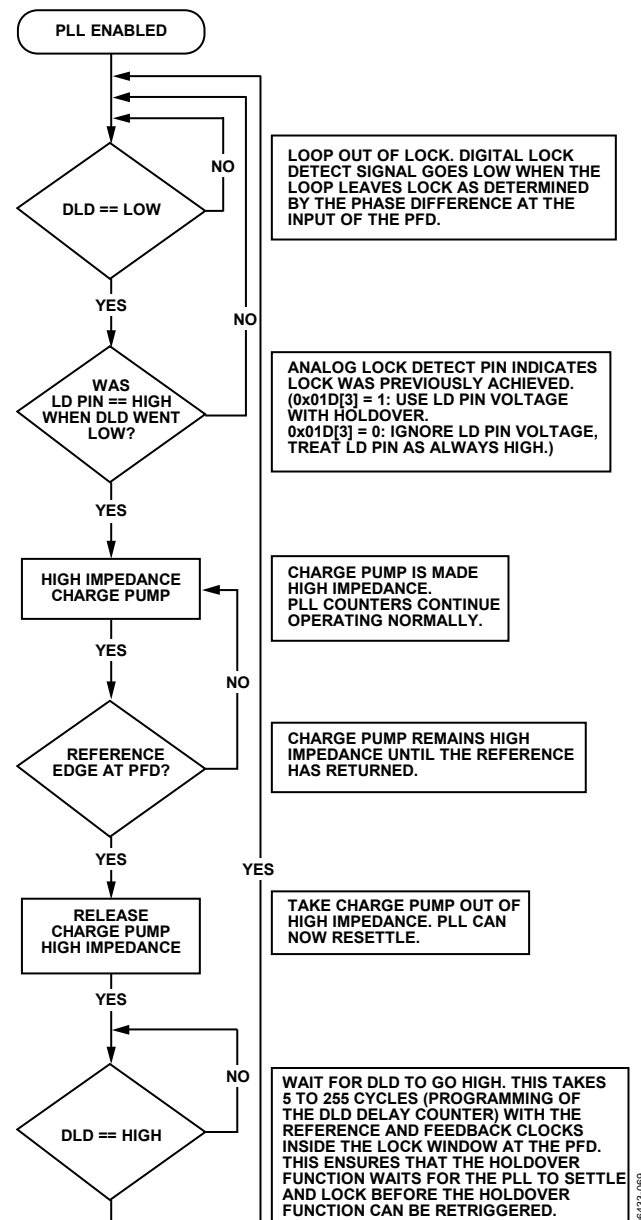 PLL ENABLED
NO
DLD == LOW
LOOP OUT OF LOCK. DIGITAL LOCK
DETECT SIGNAL GOES LOW WHEN THE
LOOP LEAVES LOCK AS DETERMINED
BY THE PHASE DIFFERENCE AT THE
INPUT OF THE PFD.
YES
NO
WAS
LD PIN == HIGH
WHEN DLD WENT
LOW?
ANALOG LOCK DETECT PIN INDICATES
LOCK WAS PREVIOUSLY ACHIEVED.
(0x01D[3] = 1: USE LD PIN VOLTAGE
WITH HOLDOVER.
0x01D[3] = 0: IGNORE LD PIN VOLTAGE,
TREAT LD PIN AS ALWAYS HIGH.)
YES
HIGH IMPEDANCE
CHARGE PUMP
CHARGE PUMP IS MADE
HIGH IMPEDANCE.
PLL COUNTERS CONTINUE
OPERATING NORMALLY.
YES
NO
REFERENCE
EDGE AT PFD?
CHARGE PUMP REMAINS HIGH
IMPEDANCE UNTIL THE REFERENCE
HAS RETURNED.
YES
YES
RELEASE
CHARGE PUMP
HIGH IMPEDANCE
TAKE CHARGE PUMP OUT OF
HIGH IMPEDANCE. PLL CAN
NOW RESETTLE.
YES
NO
DLD == HIGH
WAIT FOR DLD TO GO HIGH. THIS TAKES
5 TO 255 CYCLES (PROGRAMMING OF
THE DLD DELAY COUNTER) WITH THE
REFERENCE AND FEEDBACK CLOCKS
INSIDE THE LOCK WINDOW AT THE PFD.
THIS ENSURES THAT THE HOLDOVER
FUNCTION WAITS FOR THE PLL TO SETTLE
AND LOCK BEFORE THE HOLDOVER
FUNCTION CAN BE RETRIGGERED.